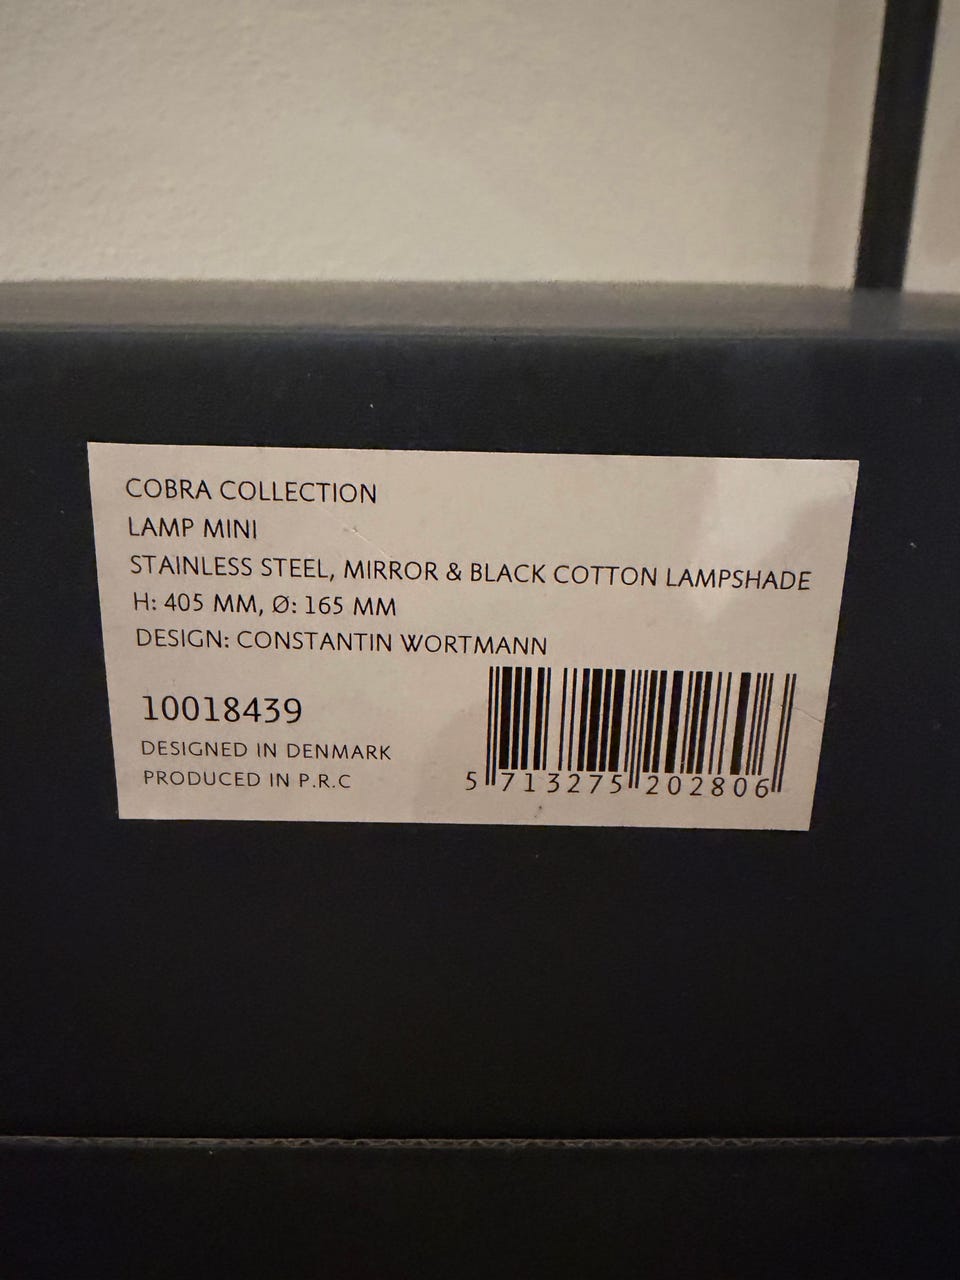 COBRA COLLECTION
LAMP MINI
STAINLESS STEEL, MIRROR & BLACK COTTON LAMPSHADE
H: 405 MM, Ø: 165 MM
DESIGN: CONSTANTIN WORTMANN
10018439
DESIGNED IN DENMARK
PRODUCED IN P.R.C
5 713275 202806